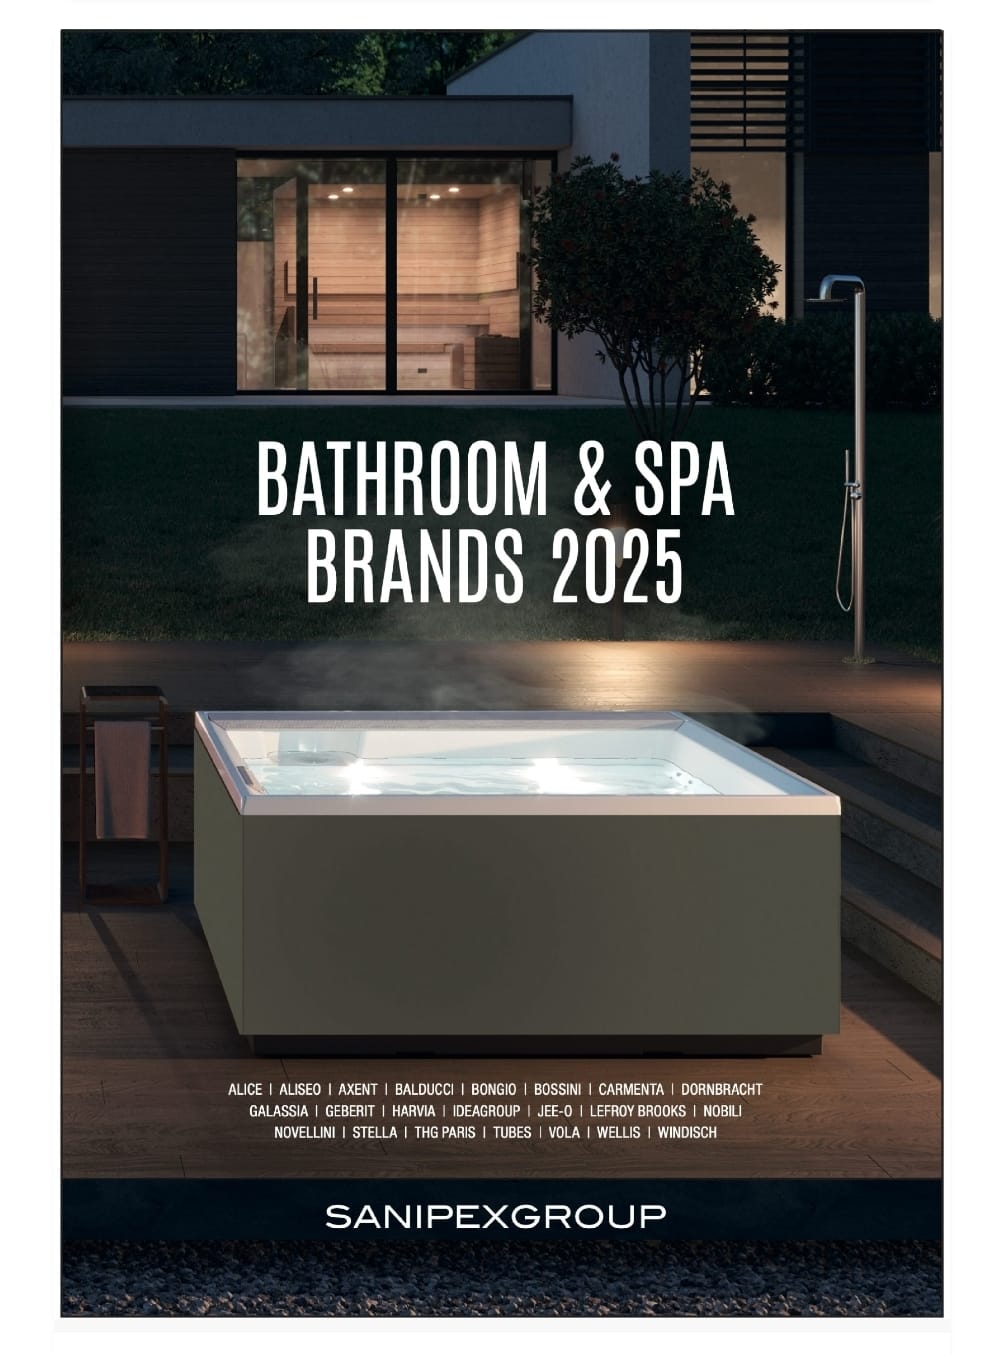 BATHROOM & SPA
BRANDS 2025
ALICE | ALISEO | AXENT | BALDUCCI | BONGIO | BOSSINI | CARMENTA | DORNBRACHT
GALASSIA | GEBERIT | HARVIA | IDEAGROUP | JEE-O | LEFROY BROOKS | NOBILI
NOVELLINI | STELLA | THG PARIS | TUBES | VOLA | WELLIS | WINDISCH
SANIPEXGROUP